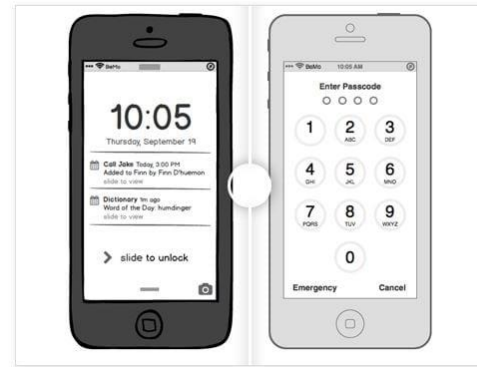 BeMo
10:05
Thursday, September 19
Call Jake Today, 3:00 PM
Added to Finn by Finn D'huemon
slide to view
Dictionary 1m ago
Word of the Day: humdinger
slide to view
slide to unlock
BeMo 10:05 AM
Enter Passcode
1 2 3
ABC DEF
4 5 6
GHI JKL MNO
7 8 9
PQRS TUV WXYZ
0
Emergency Cancel